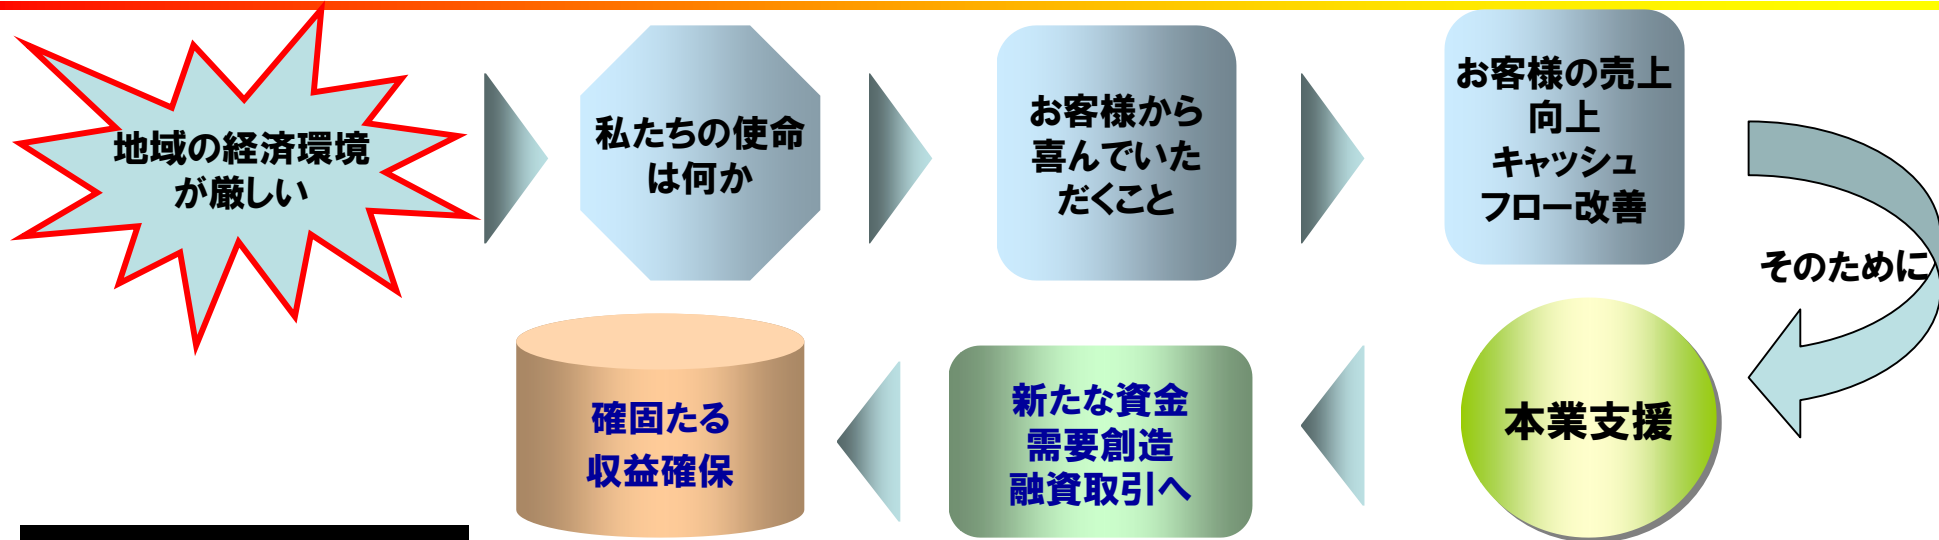 地域の経済環境
が厳しい
私たちの使命
は何か
お客様から
喜んでいた
だくこと
お客様の売上
向上
キャッシュ
フロー改善
そのために
本業支援
新たな資金
需要創造
融資取引へ
確固たる
収益確保